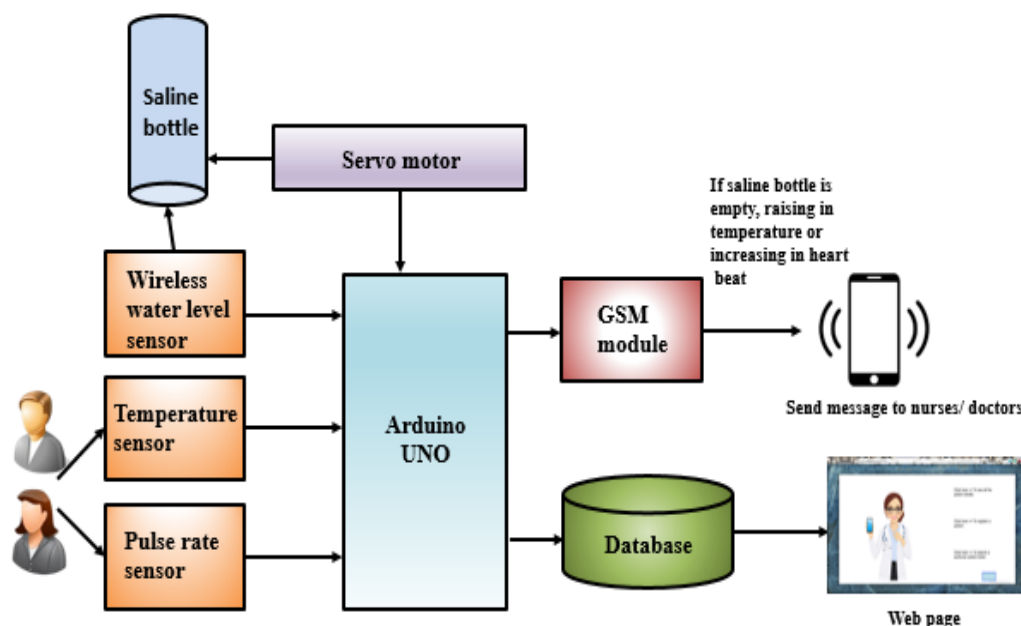 Saline
bottle
Servo motor
If saline bottle is
empty, raising in
temperature or
increasing in heart
beat
Wireless
water level
sensor
GSM
module
Temperature
sensor
Arduino
UNO
Send message to nurses/ doctors
Pulse rate
sensor
Database
Web page